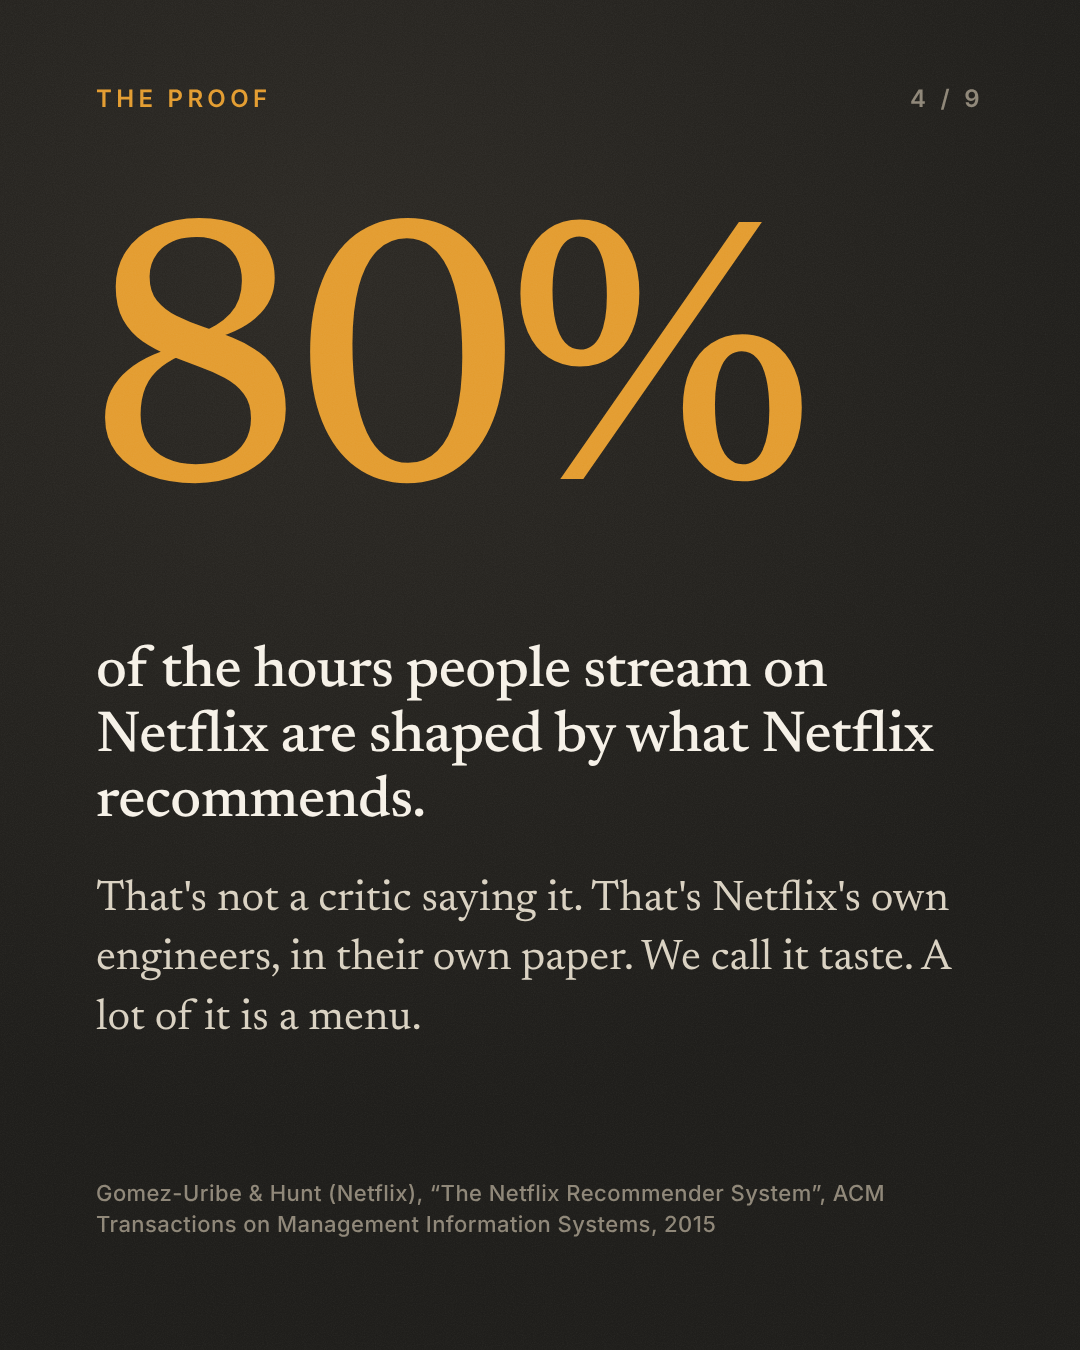 THE PROOF
4 / 9
80%
of the hours people stream on
Netflix are shaped by what Netflix
recommends.
That's not a critic saying it. That's Netflix's own
engineers, in their own paper. We call it taste. A
lot of it is a menu.
Gomez-Uribe & Hunt (Netflix), “The Netflix Recommender System”, ACM
Transactions on Management Information Systems, 2015